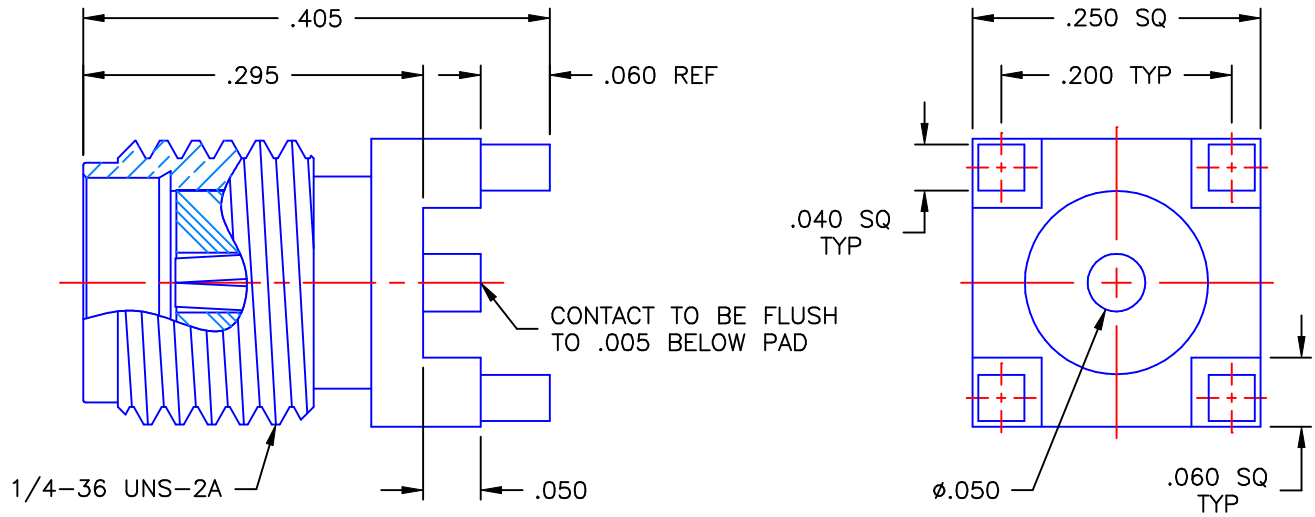 .405
.250 SQ
.295
.060 REF
.200 TYP
.040 SQ
TYP
CONTACT TO BE FLUSH
TO .005 BELOW PAD
1/4-36 UNS-2A
.050
ø.050
.060 SQ
TYP